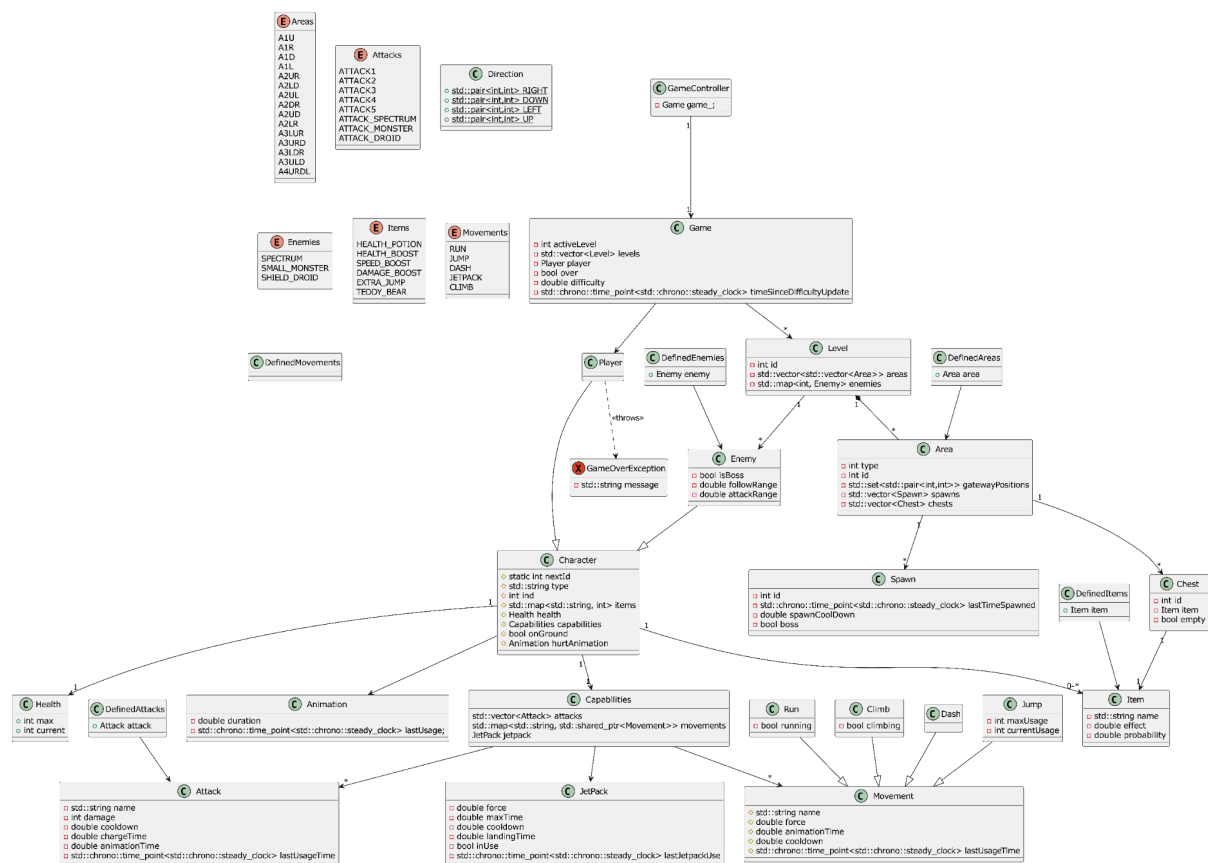 E Areas
A1U
A1R
A1D
A1L
A2UR
A2LD
A2UL
A2DR
A2UD
A2LR
A3LUR
A3URD
A3LDR
A3ULD
A4URDL
E Attacks
ATTACK1
ATTACK2
ATTACK3
ATTACK4
ATTACK5
ATTACK_SPECTRUM
ATTACK_MONSTER
ATTACK_DROID
C Direction
std::pair<int,int> RIGHT
std::pair<int,int> DOWN
std::pair<int,int> LEFT
std::pair<int,int> UP
C GameController
Game game_;
1
1
E Enemies
SPECTRUM
SMALL_MONSTER
SHIELD_DROID
E Items
HEALTH_POTION
HEALTH_BOOST
SPEED_BOOST
DAMAGE_BOOST
EXTRA_JUMP
TEDDY_BEAR
E Movements
RUN
JUMP
DASH
JETPACK
CLIMB
C Game
int activeLevel
std::vector<Level> levels
Player player
bool over
double difficulty
std::chrono::time_point<std::chrono::steady_clock> timeSinceDifficultyUpdate
*
C DefinedMovements
C Player
C DefinedEnemies
Enemy enemy
C Level
int id
std::vector<std::vector<Area>> areas
std::map<int, Enemy> enemies
C DefinedAreas
Area area
1
1
«throws»
*
*
X GameOverException
std::string message
C Enemy
bool isBoss
double followRange
double attackRange
C Area
int type
int id
std::set<std::pair<int,int>> gatewayPositions
std::vector<Spawn> spawns
std::vector<Chest> chests
1
1
*
*
C Character
static int nextId
std::string type
int ind
std::map<std::string, int> items
Health health
Capabilities capabilities
bool onGround
Animation hurtAnimation
C Spawn
int id
std::chrono::time_point<std::chrono::steady_clock> lastTimeSpawned
double spawnCoolDown
bool boss
C DefinedItems
Item item
C Chest
int id
Item item
bool empty
1
1
1
1
1
1
0-*
1
C Health
int max
int current
C DefinedAttacks
Attack attack
C Animation
double duration
std::chrono::time_point<std::chrono::steady_clock> lastUsage;
C Capabilities
std::vector<Attack> attacks
std::map<std::string, std::shared_ptr<Movement>> movements
JetPack jetpack
C Run
bool running
C Climb
bool climbing
C Dash
C Jump
int maxUsage
int currentUsage
C Item
std::string name
double effect
double probability
*
*
C Attack
std::string name
int damage
double cooldown
double chargeTime
double animationTime
std::chrono::time_point<std::chrono::steady_clock> lastUsageTime
C JetPack
double force
double maxTime
double cooldown
double landingTime
bool inUse
std::chrono::time_point<std::chrono::steady_clock> lastJetpackUse
C Movement
std::string name
double force
double animationTime
double cooldown
std::chrono::time_point<std::chrono::steady_clock> lastUsageTime